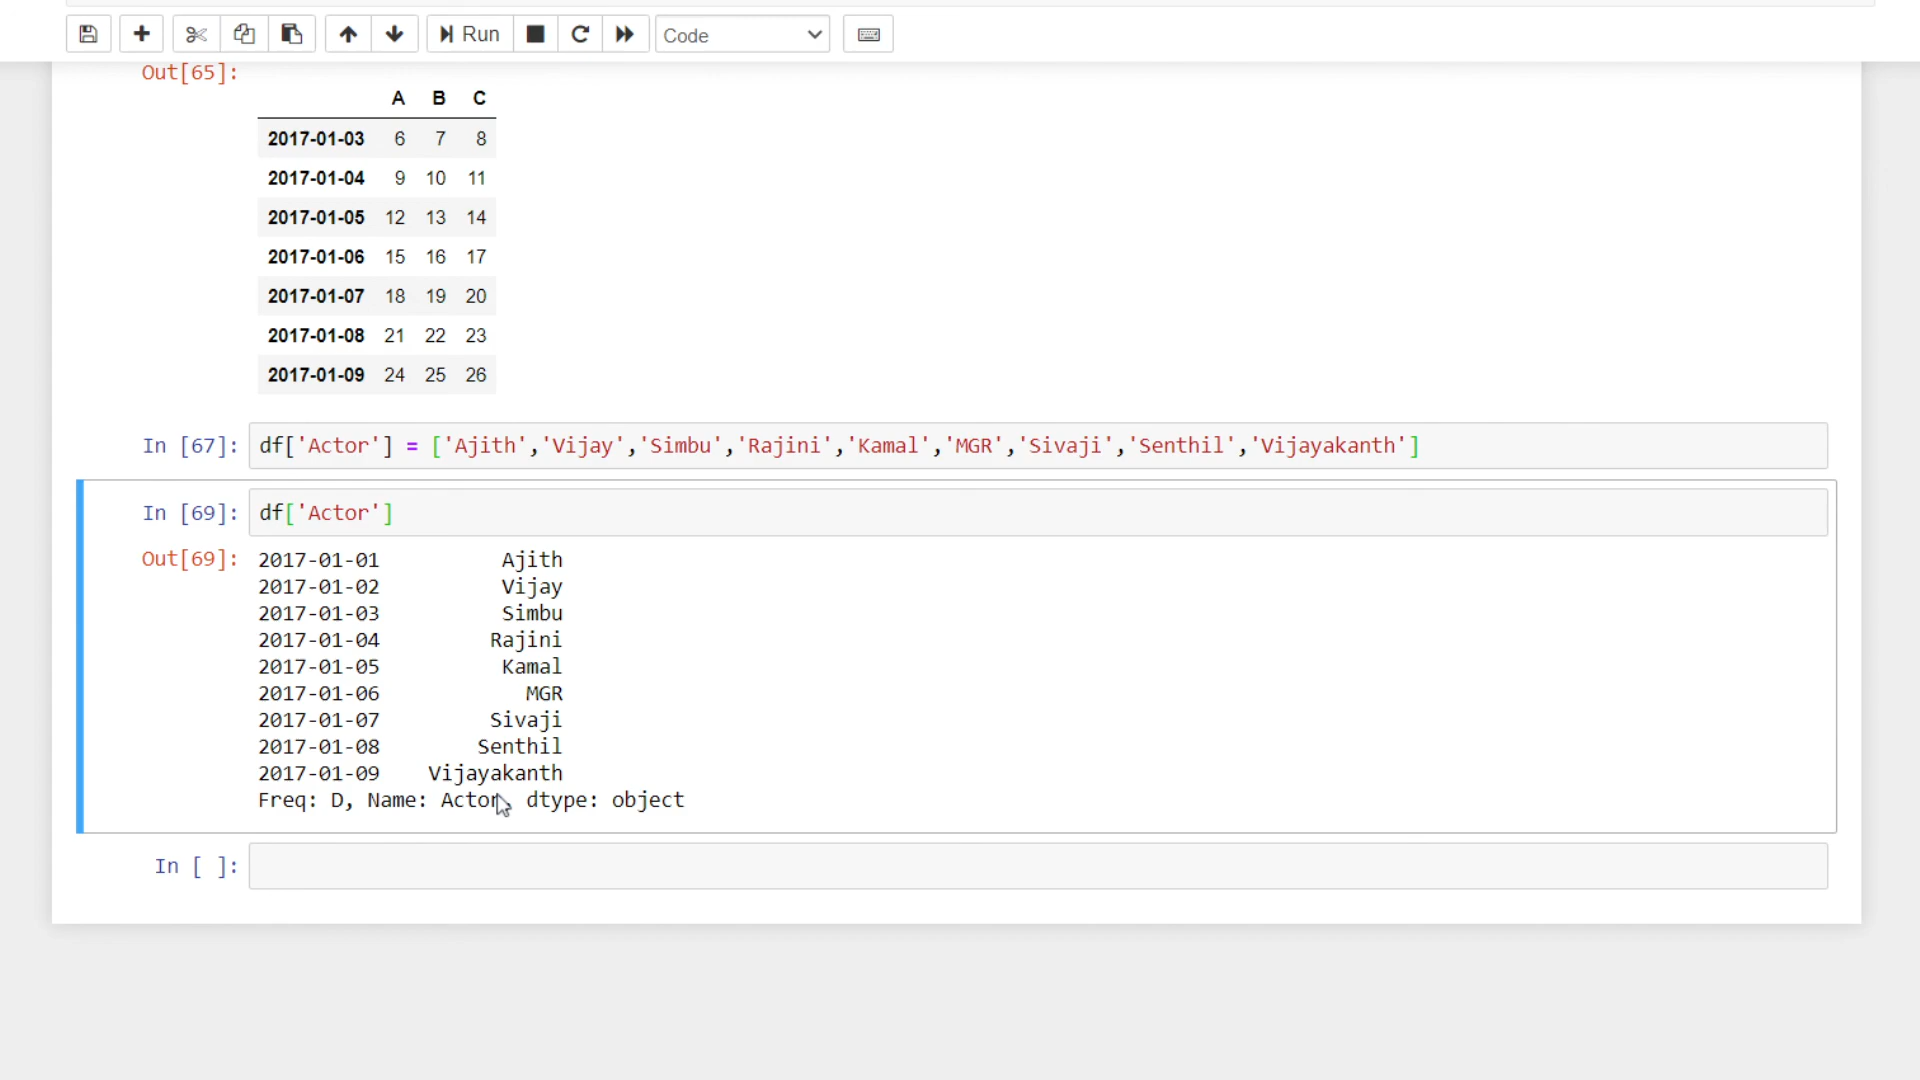 Run
Code
Out[65]:
A B C
2017-01-03 6 7 8
2017-01-04 9 10 11
2017-01-05 12 13 14
2017-01-06 15 16 17
2017-01-07 18 19 20
2017-01-08 21 22 23
2017-01-09 24 25 26
In [67]: df['Actor'] = ['Ajith','Vijay','Simbu','Rajini','Kamal','MGR','Sivaji','Senthil','Vijayakanth']
In [69]: df['Actor']
Out[69]: 2017-01-01 Ajith
2017-01-02 Vijay
2017-01-03 Simbu
2017-01-04 Rajini
2017-01-05 Kamal
2017-01-06 MGR
2017-01-07 Sivaji
2017-01-08 Senthil
2017-01-09 Vijayakanth
Freq: D, Name: Actor, dtype: object
In [ ]: